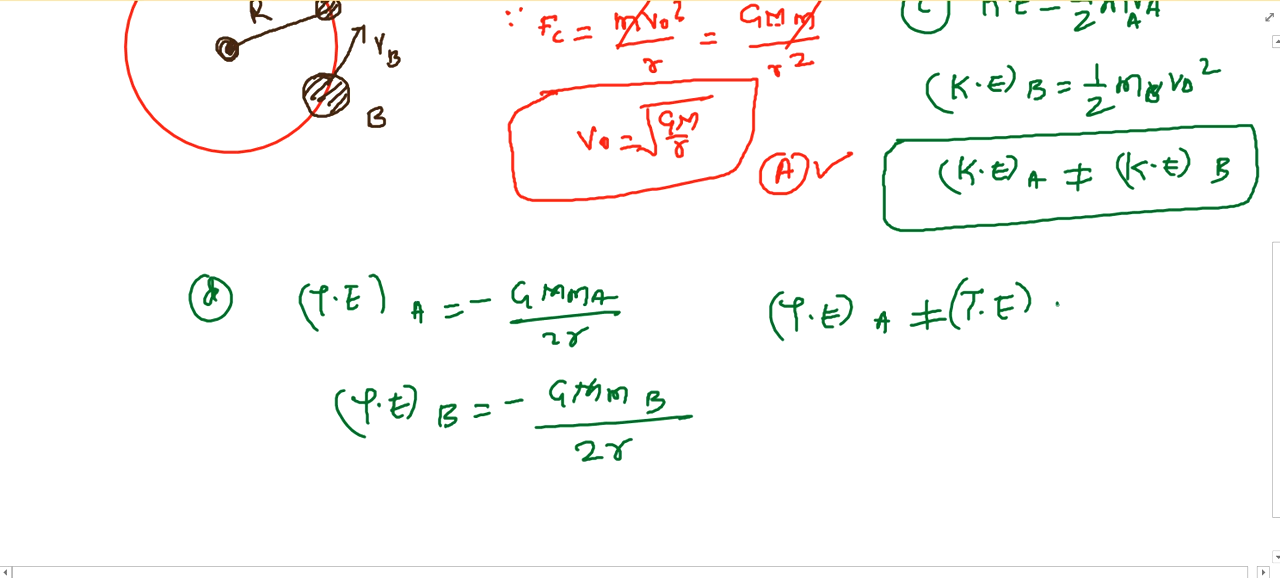 R
V_B
B
∵ F_c = mv₀²/r = GMm/r²
V₀ = √(GM/r)
(A) ✓
(K.E)_B = 1/2 m_B v₀²
(K.E)_A ≠ (K.E)_B
(d) (T.E)_A = - GMm_A/2r
(T.E)_A ≠ (T.E) .
(T.E)_B = - GMm_B/2r